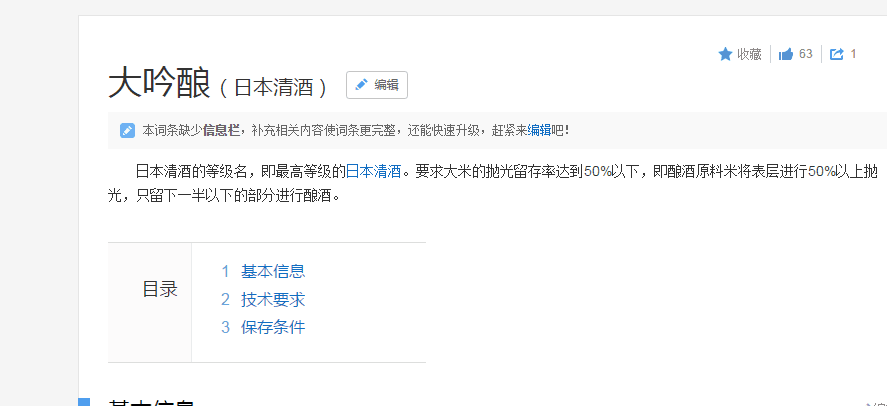 收藏 63 1
大吟酿（日本清酒） 编辑
本词条缺少信息栏，补充相关内容使词条更完整，还能快速升级，赶紧来编辑吧！
日本清酒的等级名，即最高等级的日本清酒。要求大米的抛光留存率达到50%以下，即酿酒原料米将表层进行50%以上抛
光，只留下一半以下的部分进行酿酒。
目录
1 基本信息
2 技术要求
3 保存条件
基本信息